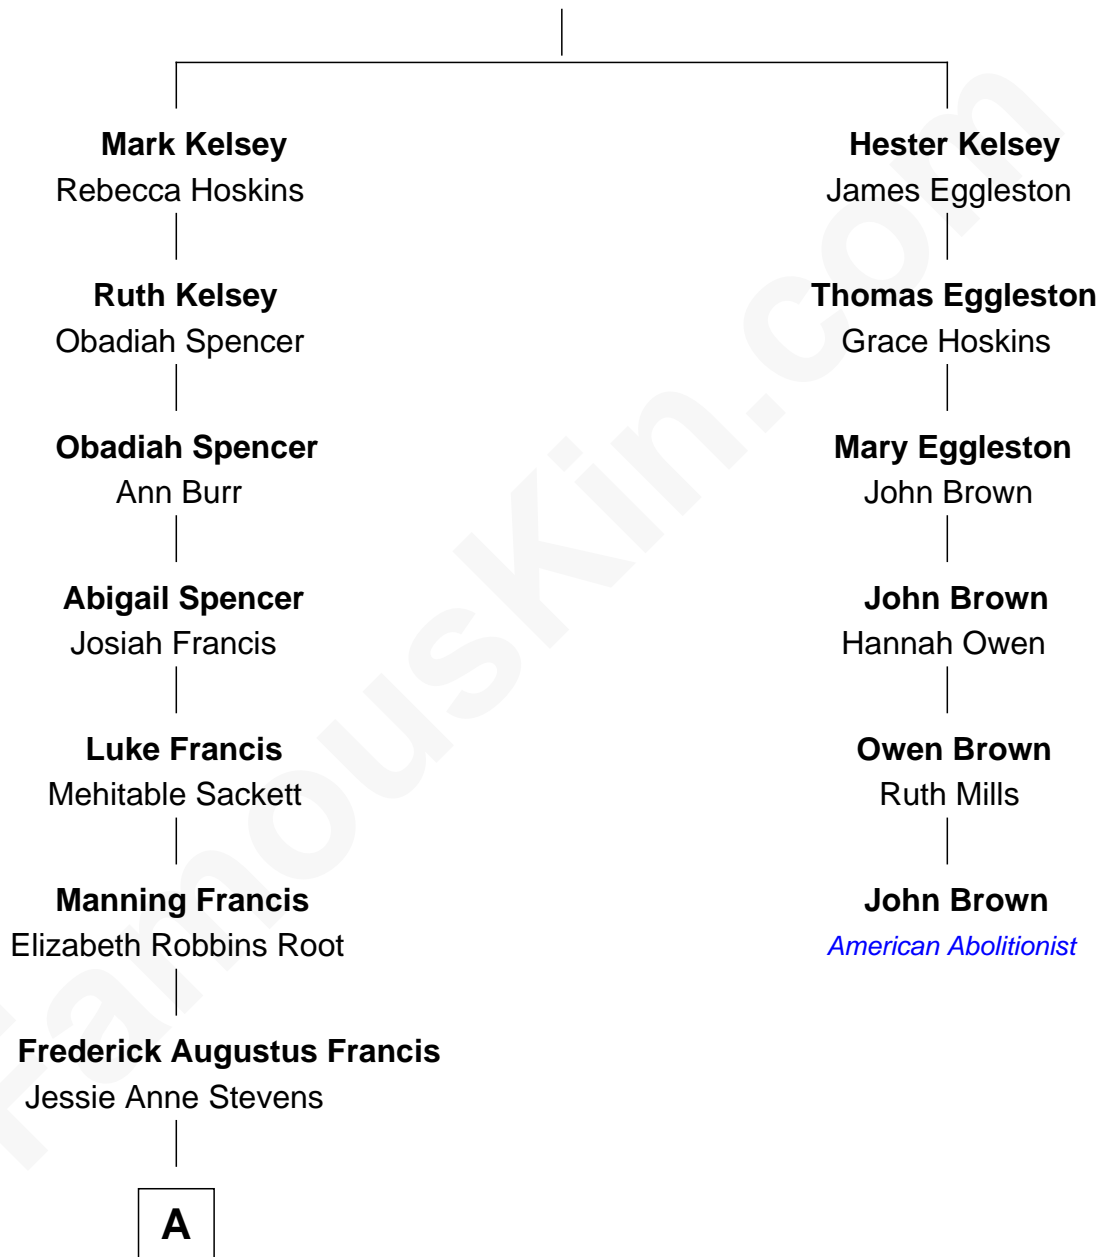 Mark Kelsey
Rebecca Hoskins
Hester Kelsey
James Eggleston
Ruth Kelsey
Obadiah Spencer
Thomas Eggleston
Grace Hoskins
Obadiah Spencer
Ann Burr
Mary Eggleston
John Brown
Abigail Spencer
Josiah Francis
John Brown
Hannah Owen
Luke Francis
Mehitable Sackett
Owen Brown
Ruth Mills
Manning Francis
Elizabeth Robbins Root
John Brown
American Abolitionist
Frederick Augustus Francis
Jessie Anne Stevens
A
FamousKin.com